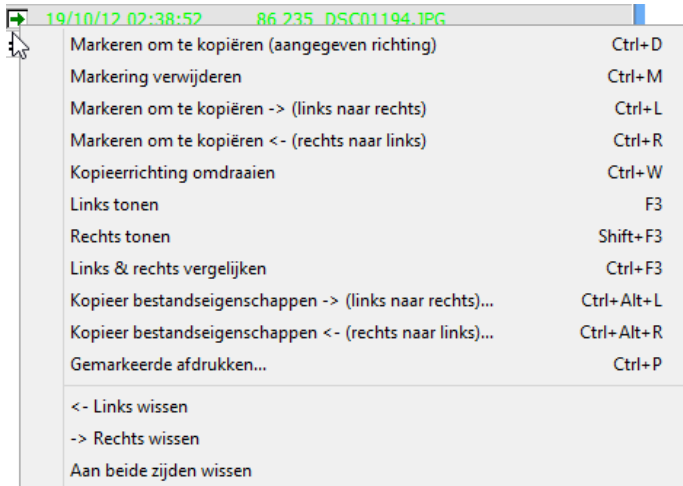 19/10/12 02:38:52 86 235 DSC01194.JPG
Markeren om te kopiëren (aangegeven richting) Ctrl+D
Markering verwijderen Ctrl+M
Markeren om te kopiëren -> (links naar rechts) Ctrl+L
Markeren om te kopiëren <- (rechts naar links) Ctrl+R
Kopieerrichting omdraaien Ctrl+W
Links tonen F3
Rechts tonen Shift+F3
Links & rechts vergelijken Ctrl+F3
Kopieer bestandseigenschappen -> (links naar rechts)... Ctrl+Alt+L
Kopieer bestandseigenschappen <- (rechts naar links)... Ctrl+Alt+R
Gemarkeerde afdrukken... Ctrl+P
<- Links wissen
-> Rechts wissen
Aan beide zijden wissen